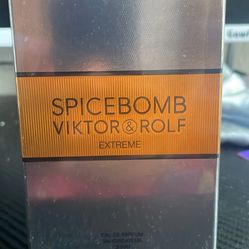 SPICEBOMB
VIKTOR&ROLF
EXTREME
EAU DE PARFUM